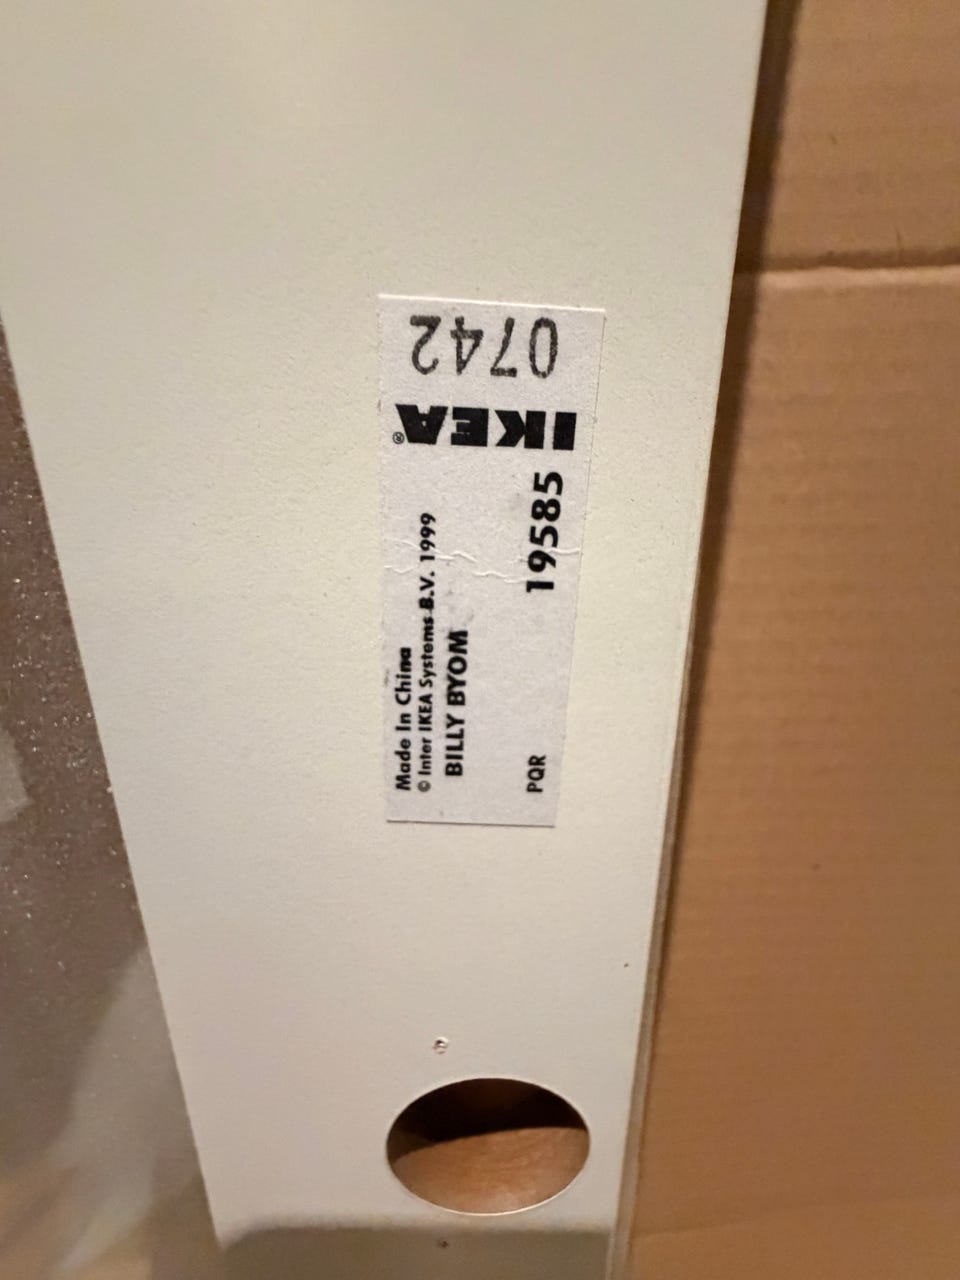 0742
IKEA®
Made In China
© Inter IKEA Systems B.V. 1999
BILLY BYOM
PQR 19585